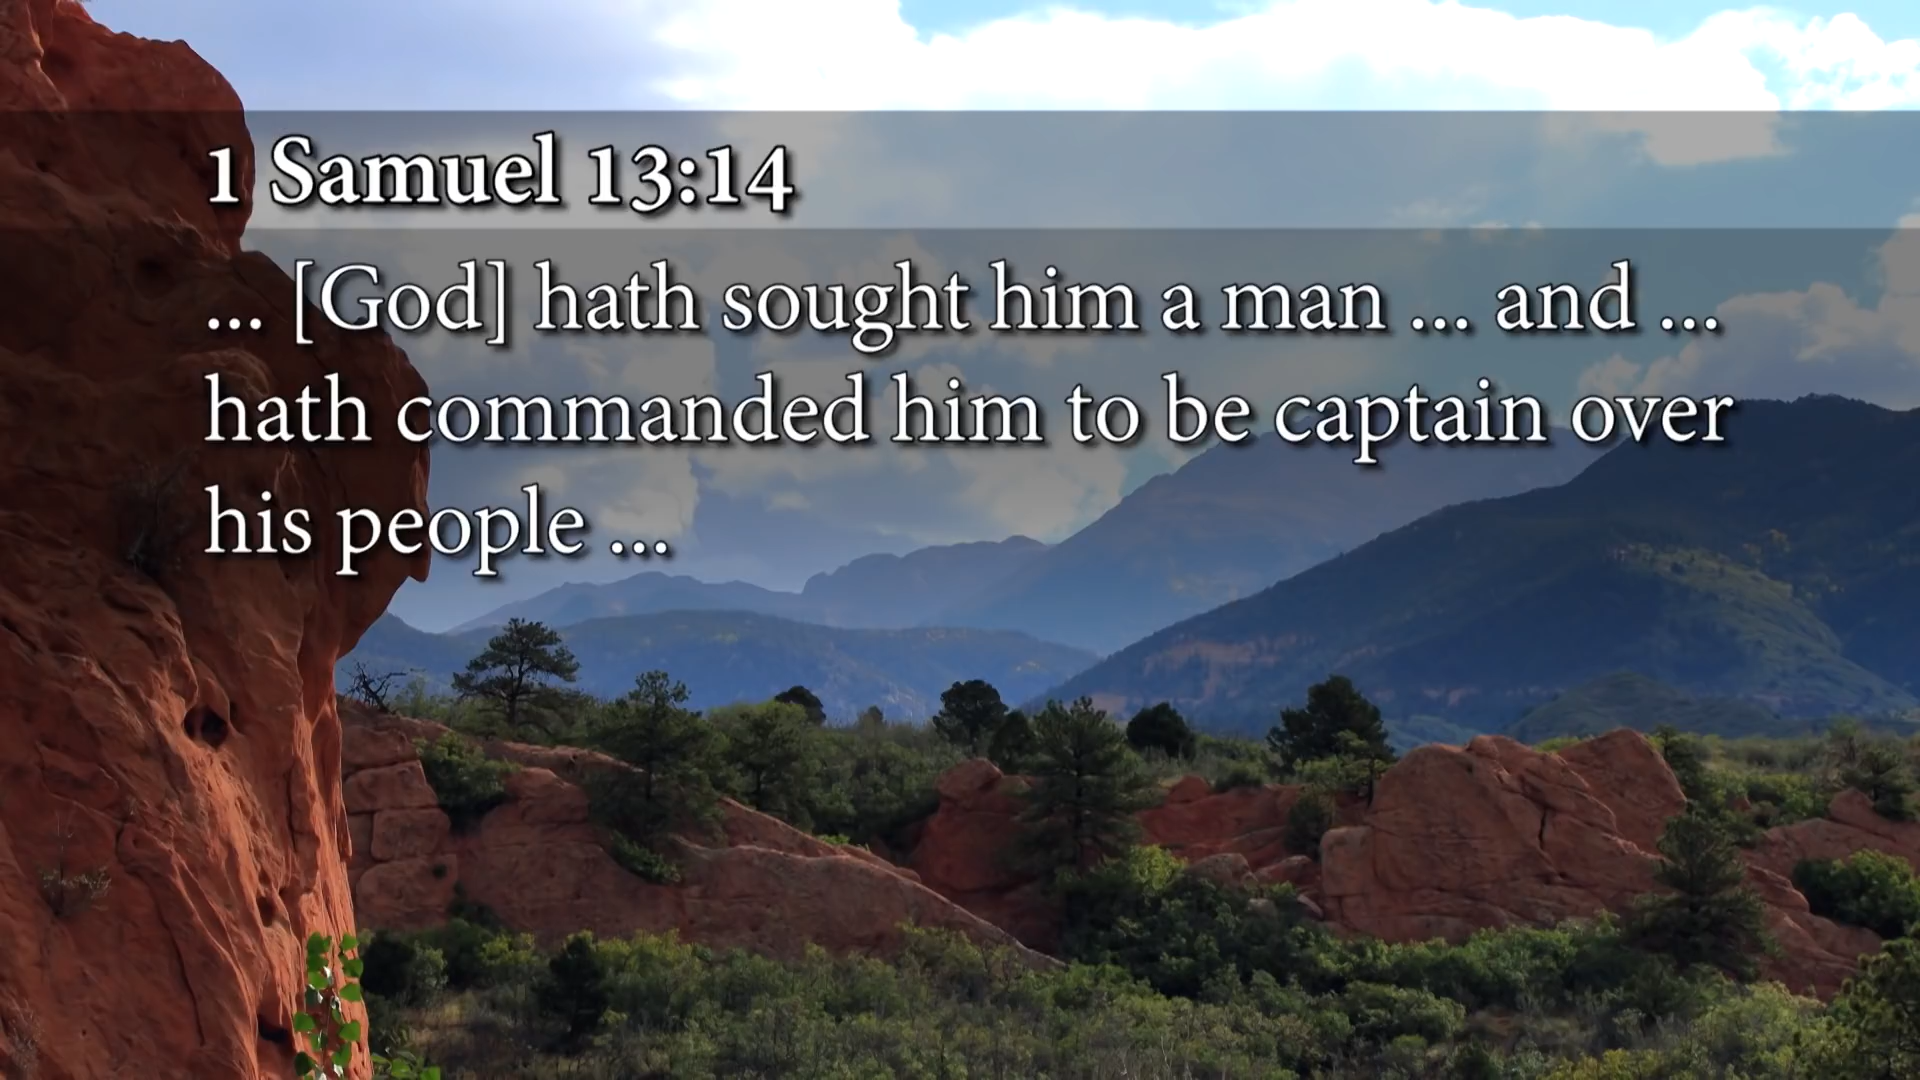 1 Samuel 13:14
... [God] hath sought him a man ... and ...
hath commanded him to be captain over
his people ...